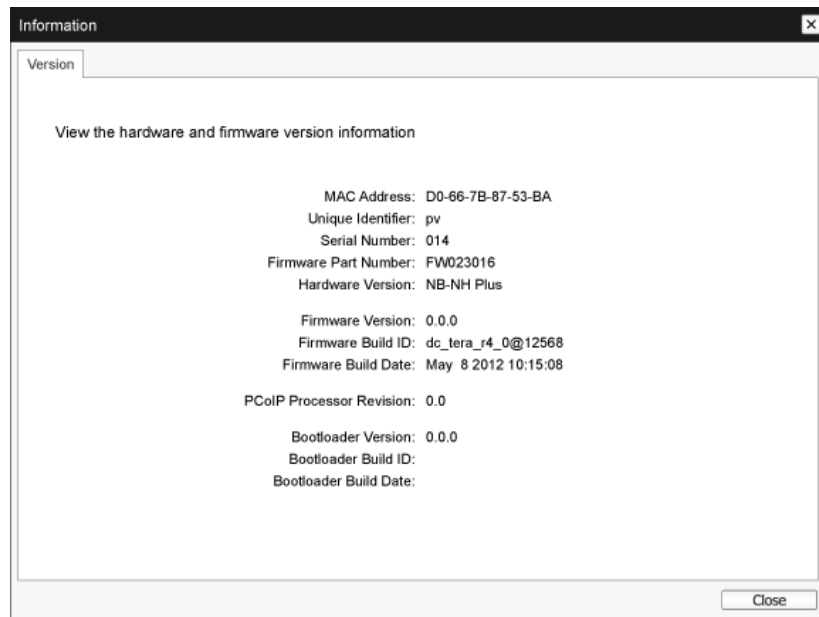 Information
Version
View the hardware and firmware version information
MAC Address: D0-66-7B-87-53-BA
Unique Identifier: pv
Serial Number: 014
Firmware Part Number: FW023016
Hardware Version: NB-NH Plus
Firmware Version: 0.0.0
Firmware Build ID: dc_tera_r4_0@12568
Firmware Build Date: May 8 2012 10:15:08
PCoIP Processor Revision: 0.0
Bootloader Version: 0.0.0
Bootloader Build ID:
Bootloader Build Date:
Close